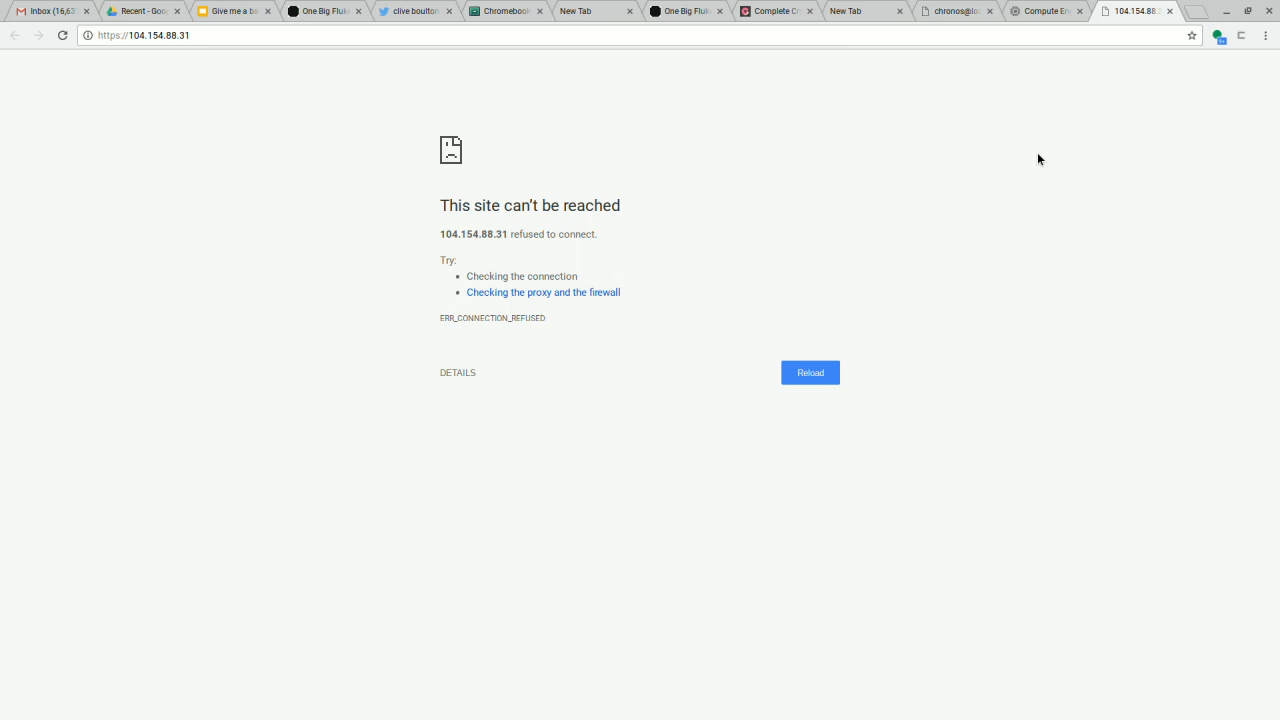 Inbox (16,63
Recent - Goo
Give me a ba
One Big Fluk
clive boulton
Chromebook
New Tab
One Big Fluk
Complete Cr
New Tab
chronos@lo
Compute En
104.154.88.
https://104.154.88.31
This site can’t be reached
104.154.88.31 refused to connect.
Try:
• Checking the connection
• Checking the proxy and the firewall
ERR_CONNECTION_REFUSED
DETAILS
Reload